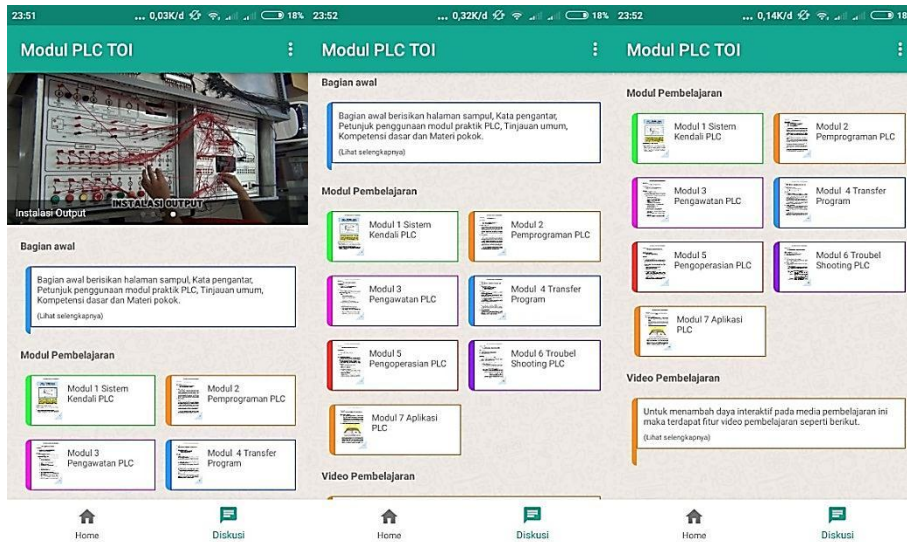 23:51
... 0,03K/d
18%
Modul PLC TOI
INSTALASI OUTPUT
Instalasi Output
Bagian awal
Bagian awal berisikan halaman sampul, Kata pengantar,
Petunjuk penggunaan modul praktik PLC, Tinjauan umum,
Kompetensi dasar dan Materi pokok.
(Lihat selengkapnya)
Modul Pembelajaran
Modul 1 Sistem
Kendali PLC
Modul 2
Pemprograman PLC
Modul 3
Pengawatan PLC
Modul 4 Transfer
Program
Home
Diskusi
23:52
... 0,32K/d
18%
Modul PLC TOI
Bagian awal
Bagian awal berisikan halaman sampul, Kata pengantar,
Petunjuk penggunaan modul praktik PLC, Tinjauan umum,
Kompetensi dasar dan Materi pokok.
(Lihat selengkapnya)
Modul Pembelajaran
Modul 1 Sistem
Kendali PLC
Modul 2
Pemprograman PLC
Modul 3
Pengawatan PLC
Modul 4 Transfer
Program
Modul 5
Pengoperasian PLC
Modul 6 Troubel
Shooting PLC
Modul 7 Aplikasi
PLC
Video Pembelajaran
Home
Diskusi
23:52
... 0,14K/d
18
Modul PLC TOI
Modul Pembelajaran
Modul 1 Sistem
Kendali PLC
Modul 2
Pemprograman PLC
Modul 3
Pengawatan PLC
Modul 4 Transfer
Program
Modul 5
Pengoperasian PLC
Modul 6 Troubel
Shooting PLC
Modul 7 Aplikasi
PLC
Video Pembelajaran
Untuk menambah daya interaktif pada media pembelajaran ini
maka terdapat fitur video pembelajaran seperti berikut.
(Lihat selengkapnya)
Home
Diskusi